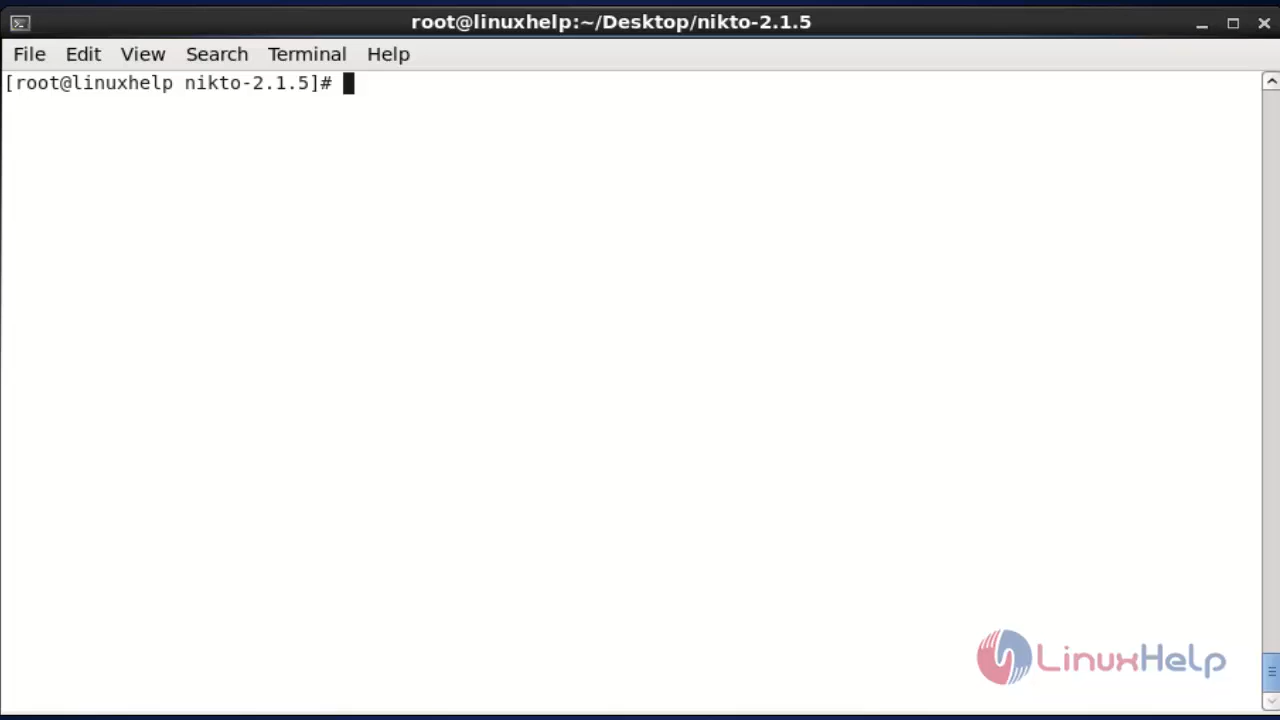 root@linuxhelp:~/Desktop/nikto-2.1.5
File Edit View Search Terminal Help
[root@linuxhelp nikto-2.1.5]#
LinuxHelp